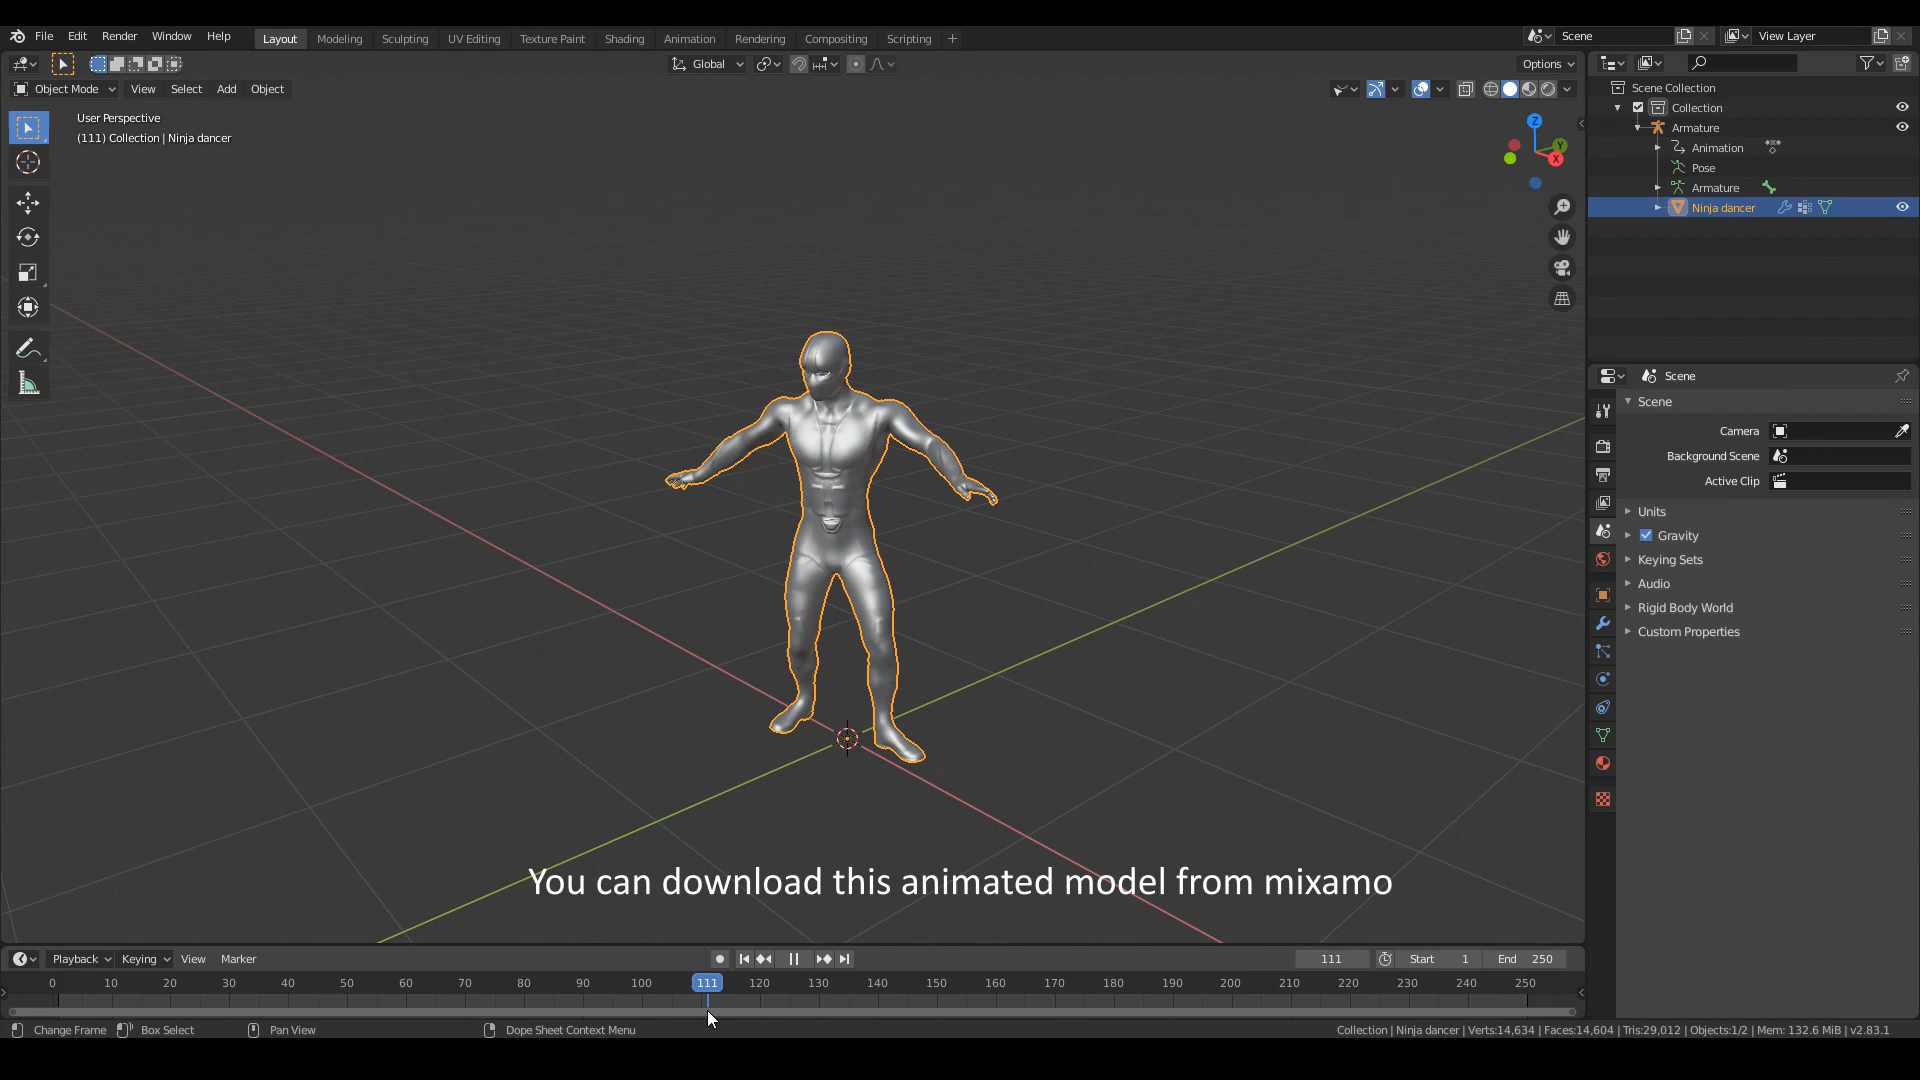 File Edit Render Window Help Layout Modeling Sculpting UV Editing Texture Paint Shading Animation Rendering Compositing Scripting + Scene View Layer
Global Options
Object Mode View Select Add Object
User Perspective
(111) Collection | Ninja dancer
Z
Y
X
Scene Collection
Collection
Armature
Animation
Pose
Armature
Ninja dancer
Scene
Scene
Camera
Background Scene
Active Clip
Units
Gravity
Keying Sets
Audio
Rigid Body World
Custom Properties
You can download this animated model from mixamo
Playback Keying View Marker 111 Start 1 End 250
0 10 20 30 40 50 60 70 80 90 100 111 120 130 140 150 160 170 180 190 200 210 220 230 240 250
Change Frame Box Select Pan View Dope Sheet Context Menu Collection | Ninja dancer | Verts:14,634 | Faces:14,604 | Tris:29,012 | Objects:1/2 | Mem: 132.6 MiB | v2.83.1